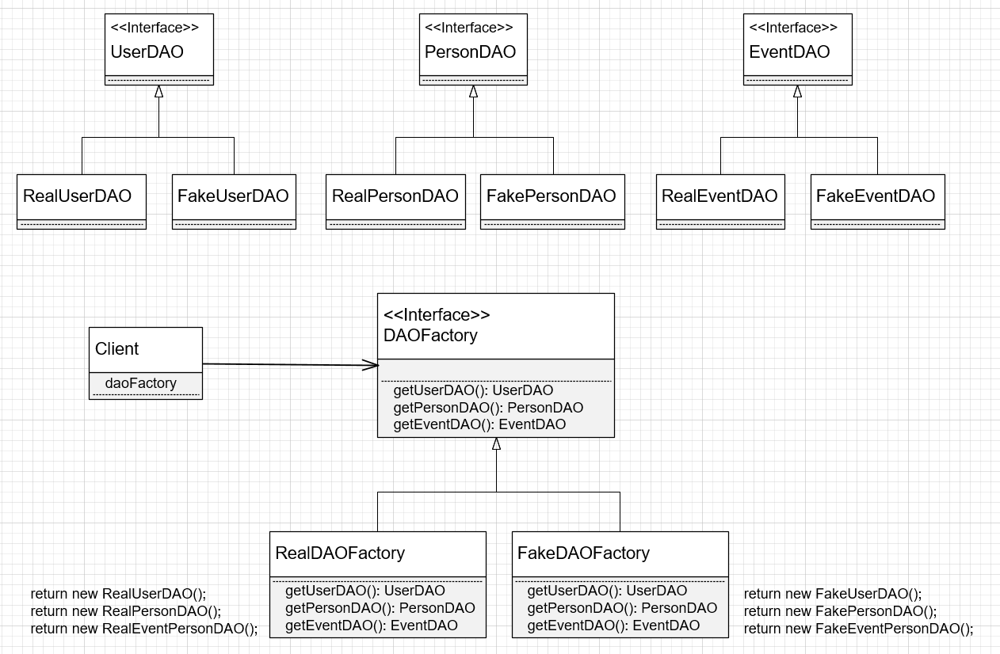 <<Interface>>
UserDAO
<<Interface>>
PersonDAO
<<Interface>>
EventDAO
RealUserDAO
FakeUserDAO
RealPersonDAO
FakePersonDAO
RealEventDAO
FakeEventDAO
Client
daoFactory
<<Interface>>
DAOFactory
getUserDAO(): UserDAO
getPersonDAO(): PersonDAO
getEventDAO(): EventDAO
return new RealUserDAO();
return new RealPersonDAO();
return new RealEventPersonDAO();
RealDAOFactory
getUserDAO(): UserDAO
getPersonDAO(): PersonDAO
getEventDAO(): EventDAO
FakeDAOFactory
getUserDAO(): UserDAO
getPersonDAO(): PersonDAO
getEventDAO(): EventDAO
return new FakeUserDAO();
return new FakePersonDAO();
return new FakeEventPersonDAO();